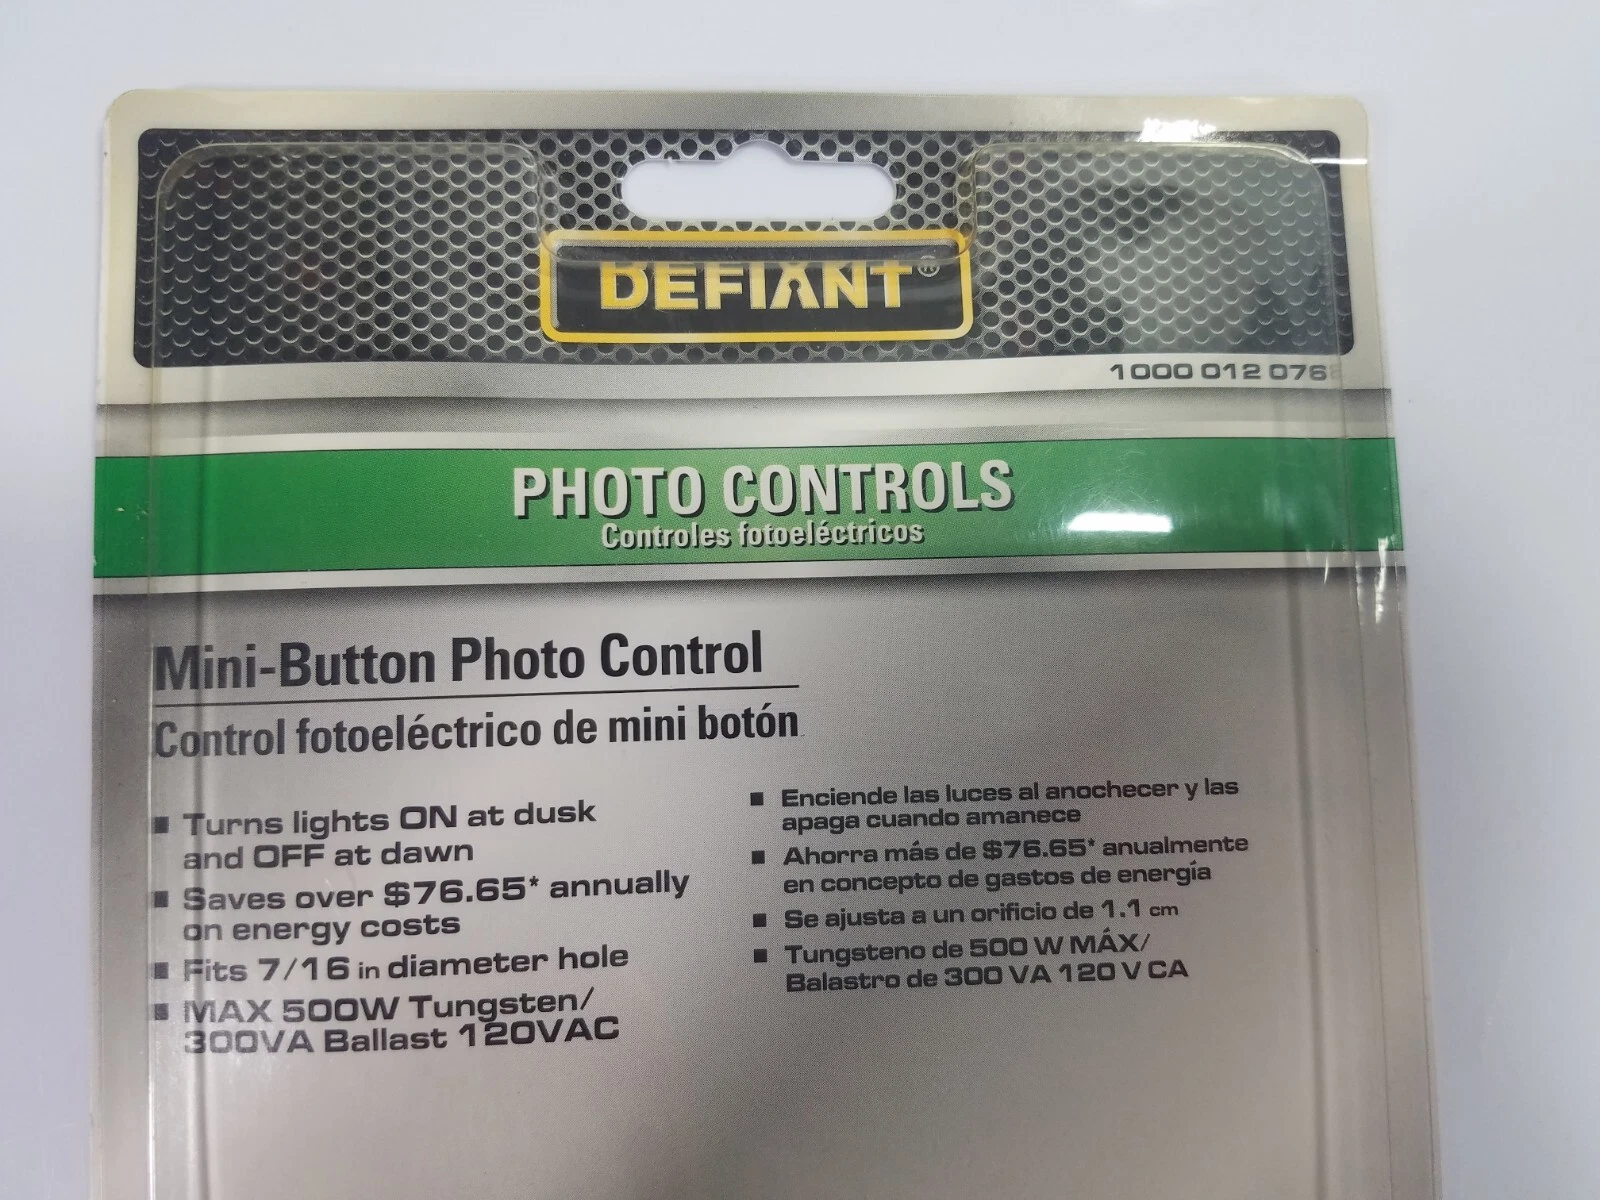 DEFIANT®
1000 012 076
PHOTO CONTROLS
Controles fotoeléctricos
Mini-Button Photo Control
Control fotoeléctrico de mini botón
■ Turns lights ON at dusk
and OFF at dawn
■ Saves over $76.65* annually
on energy costs
■ Fits 7/16 in diameter hole
■ MAX 500W Tungsten/
300VA Ballast 120VAC
■ Enciende las luces al anochecer y las
apaga cuando amanece
■ Ahorra más de $76.65* anualmente
en concepto de gastos de energía
■ Se ajusta a un orificio de 1.1 cm
■ Tungsteno de 500 W MÁX/
Balastro de 300 VA 120 V CA